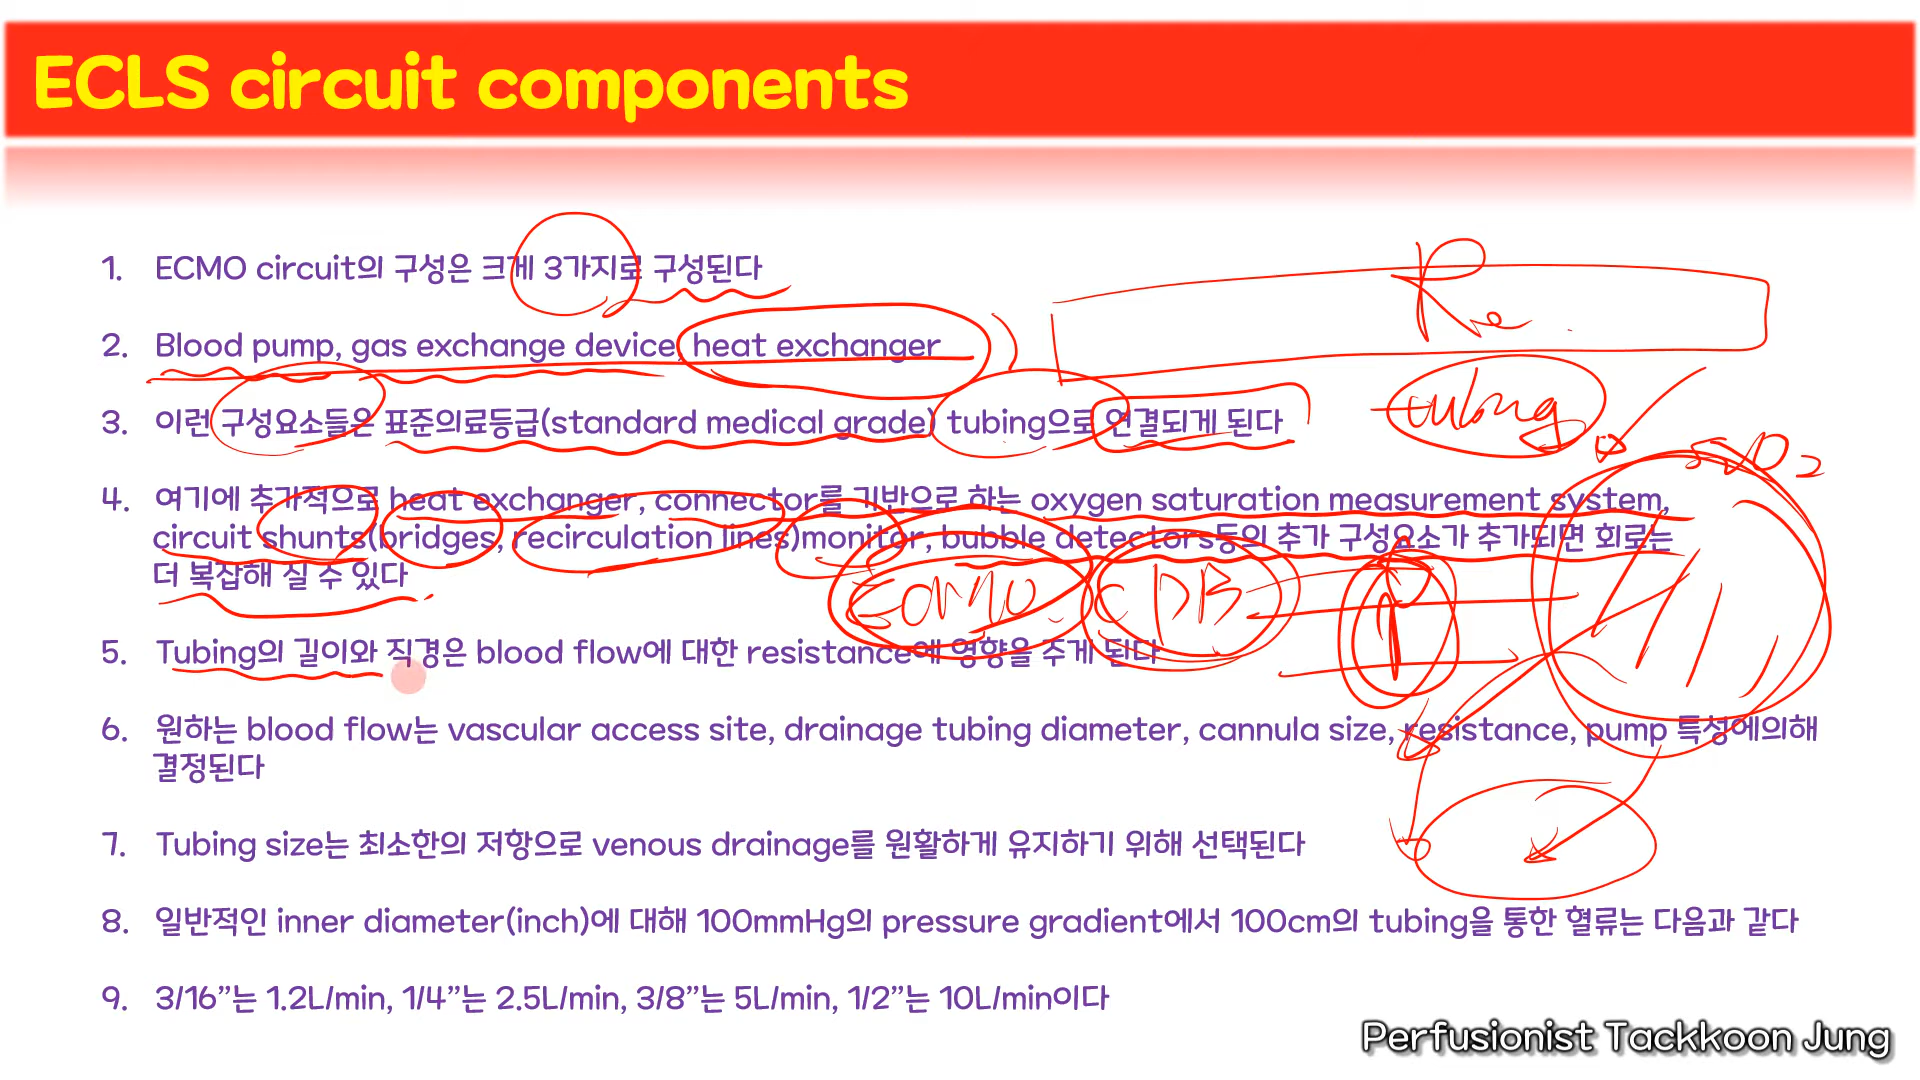 ECLS circuit components
1. ECMO circuit의 구성은 크게 3가지로 구성된다
2. Blood pump, gas exchange device, heat exchanger
3. 이런 구성요소들은 표준의료등급(standard medical grade) tubing으로 연결되게 된다
tubing
SVO2
4. 여기에 추가적으로 heat exchanger, connector를 기반으로 하는 oxygen saturation measurement system,
circuit shunts(bridges, recirculation lines)monitor, bubble detectors등의 추가 구성요소가 추가되면 회로는
더 복잡해 질 수 있다
ECMO CPB
5. Tubing의 길이와 직경은 blood flow에 대한 resistance에 영향을 주게 된다
6. 원하는 blood flow는 vascular access site, drainage tubing diameter, cannula size, resistance, pump 특성에의해
결정된다
7. Tubing size는 최소한의 저항으로 venous drainage를 원활하게 유지하기 위해 선택된다
8. 일반적인 inner diameter(inch)에 대해 100mmHg의 pressure gradient에서 100cm의 tubing을 통한 혈류는 다음과 같다
9. 3/16”는 1.2L/min, 1/4”는 2.5L/min, 3/8”는 5L/min, 1/2”는 10L/min이다
Perfusionist Tackkoon Jung